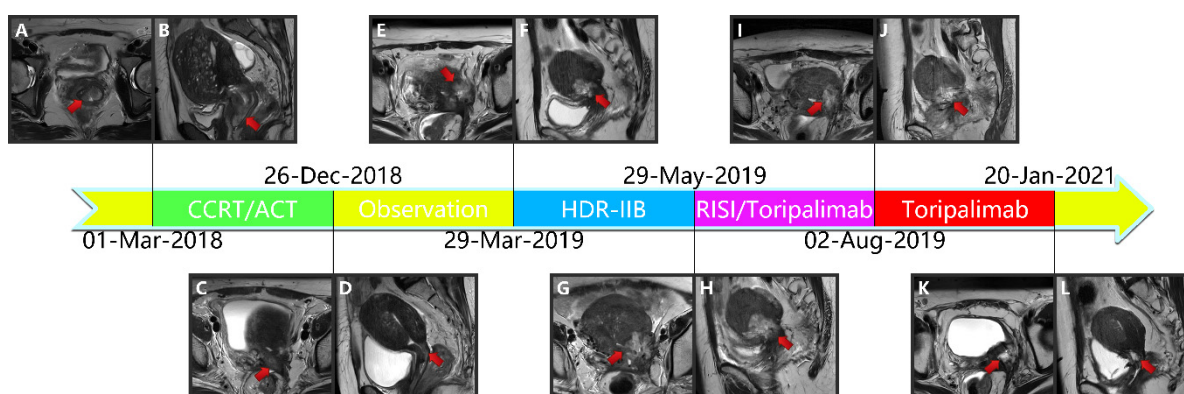 A B E F I J
26-Dec-2018 29-May-2019 20-Jan-2021
CCRT/ACT Observation HDR-IIB RISI/Toripalimab Toripalimab
01-Mar-2018 29-Mar-2019 02-Aug-2019
C D G H K L